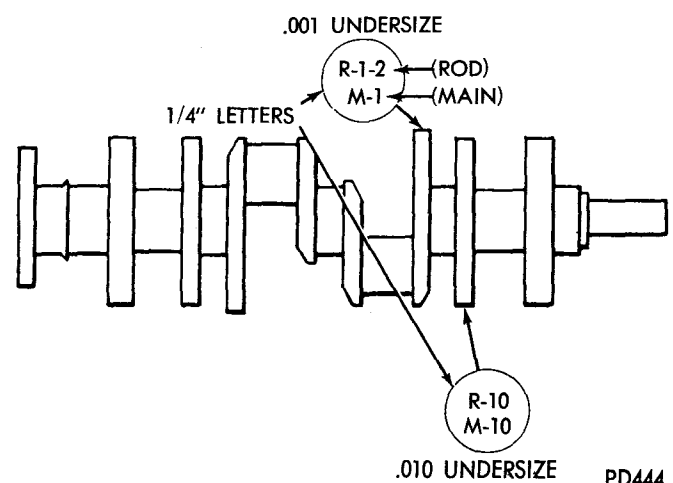 .001 UNDERSIZE
R-1-2 (ROD)
M-1 (MAIN)
1/4" LETTERS
R-10
M-10
.010 UNDERSIZE
PD444